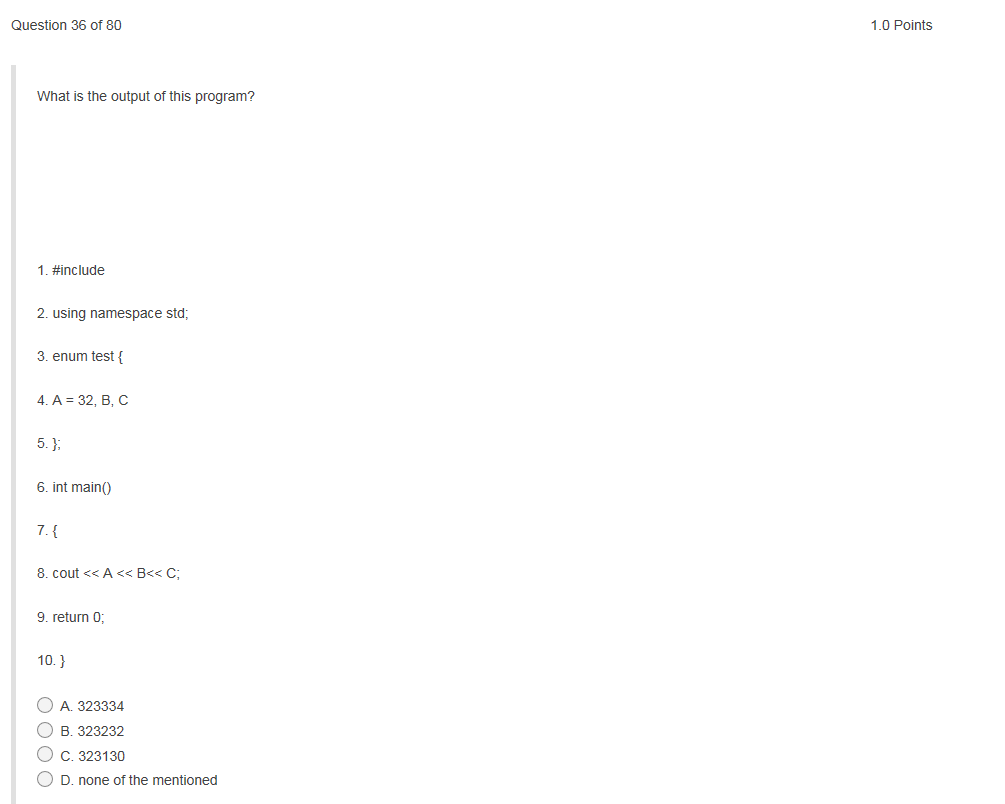 Question 36 of 80
1.0 Points
What is the output of this program?
1. #include
2. using namespace std;
3. enum test {
4. A = 32, B, C
5. };
6. int main()
7. {
8. cout << A << B<< C;
9. return 0;
10. }
A. 323334
B. 323232
C. 323130
D. none of the mentioned